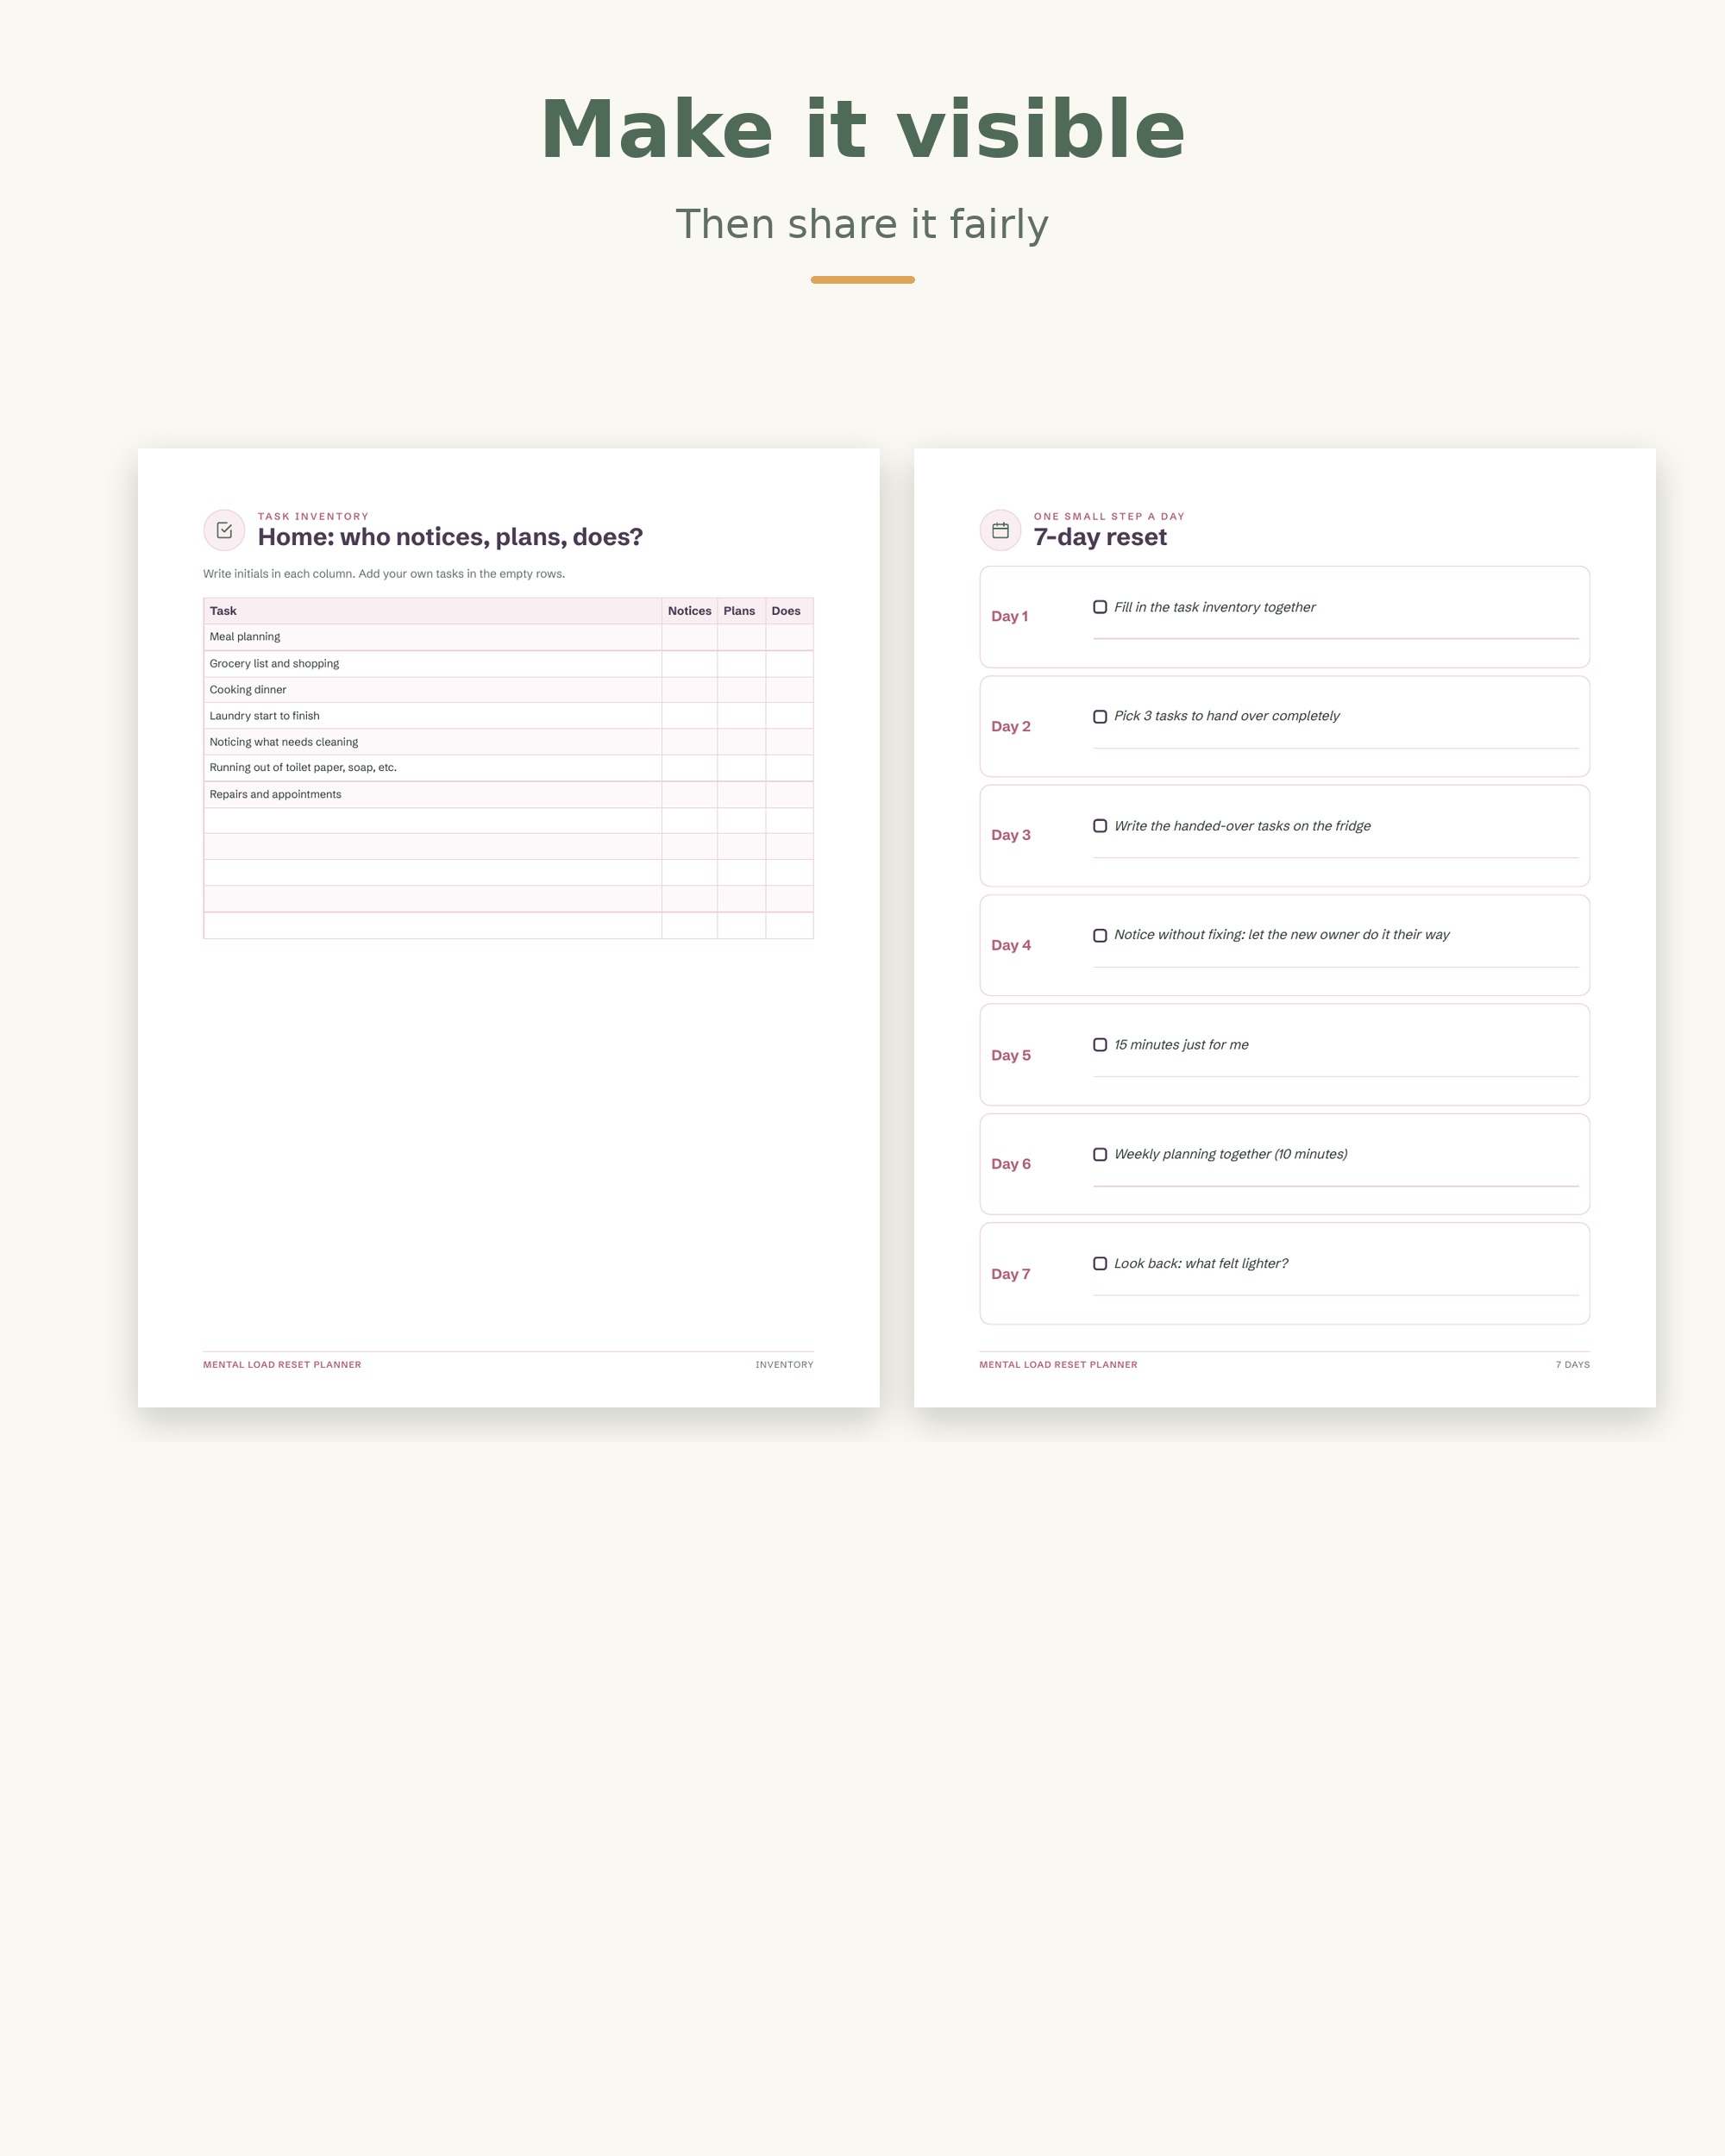 Make it visible
Then share it fairly
TASK INVENTORY
Home: who notices, plans, does?
Write initials in each column. Add your own tasks in the empty rows.
Task Notices Plans Does
Meal planning
Grocery list and shopping
Cooking dinner
Laundry start to finish
Noticing what needs cleaning
Running out of toilet paper, soap, etc.
Repairs and appointments
MENTAL LOAD RESET PLANNER INVENTORY
ONE SMALL STEP A DAY
7-day reset
Day 1 Fill in the task inventory together
Day 2 Pick 3 tasks to hand over completely
Day 3 Write the handed-over tasks on the fridge
Day 4 Notice without fixing: let the new owner do it their way
Day 5 15 minutes just for me
Day 6 Weekly planning together (10 minutes)
Day 7 Look back: what felt lighter?
MENTAL LOAD RESET PLANNER 7 DAYS